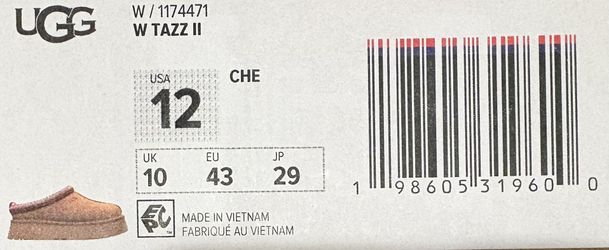 UGG
W / 1174471
W TAZZ II
USA
12
CHE
UK EU JP
10 43 29
1 98605 31960 0
EPC™
MADE IN VIETNAM
FABRIQUÉ AU VIETNAM